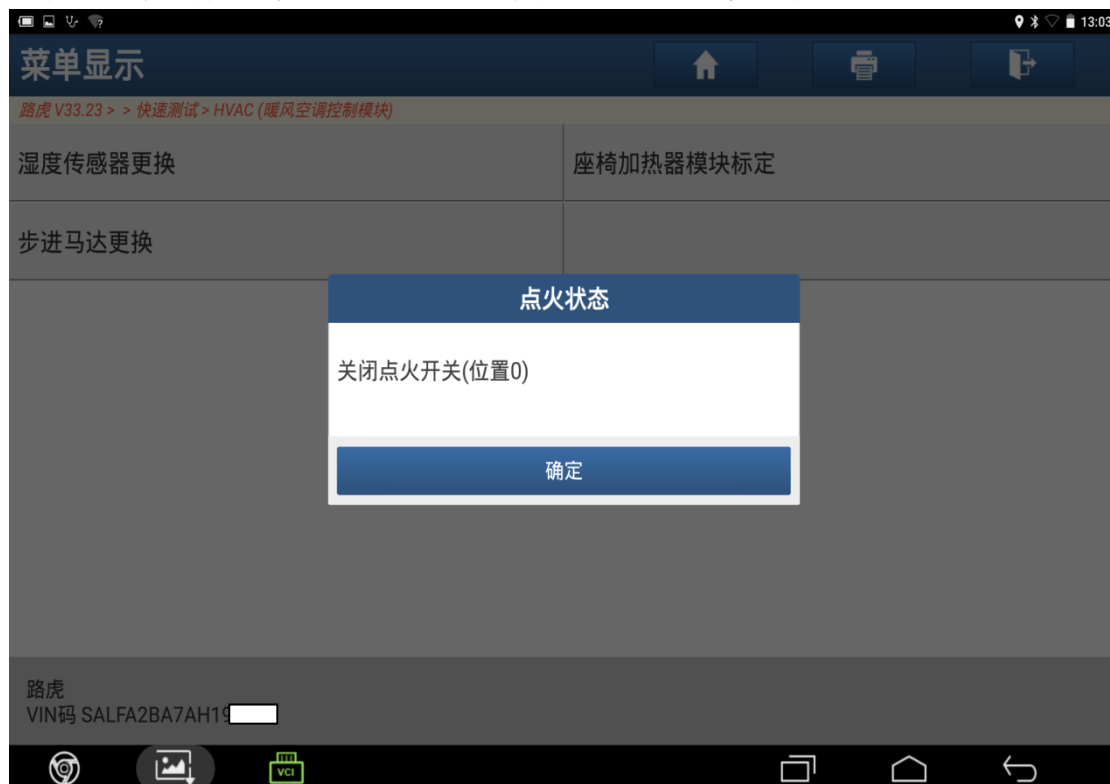 13:03
菜单显示
路虎 V33.23 > > 快速测试 > HVAC (暖风空调控制模块)
湿度传感器更换
座椅加热器模块标定
步进马达更换
点火状态
关闭点火开关(位置0)
确定
路虎
VIN码 SALFA2BA7AH19
VCI